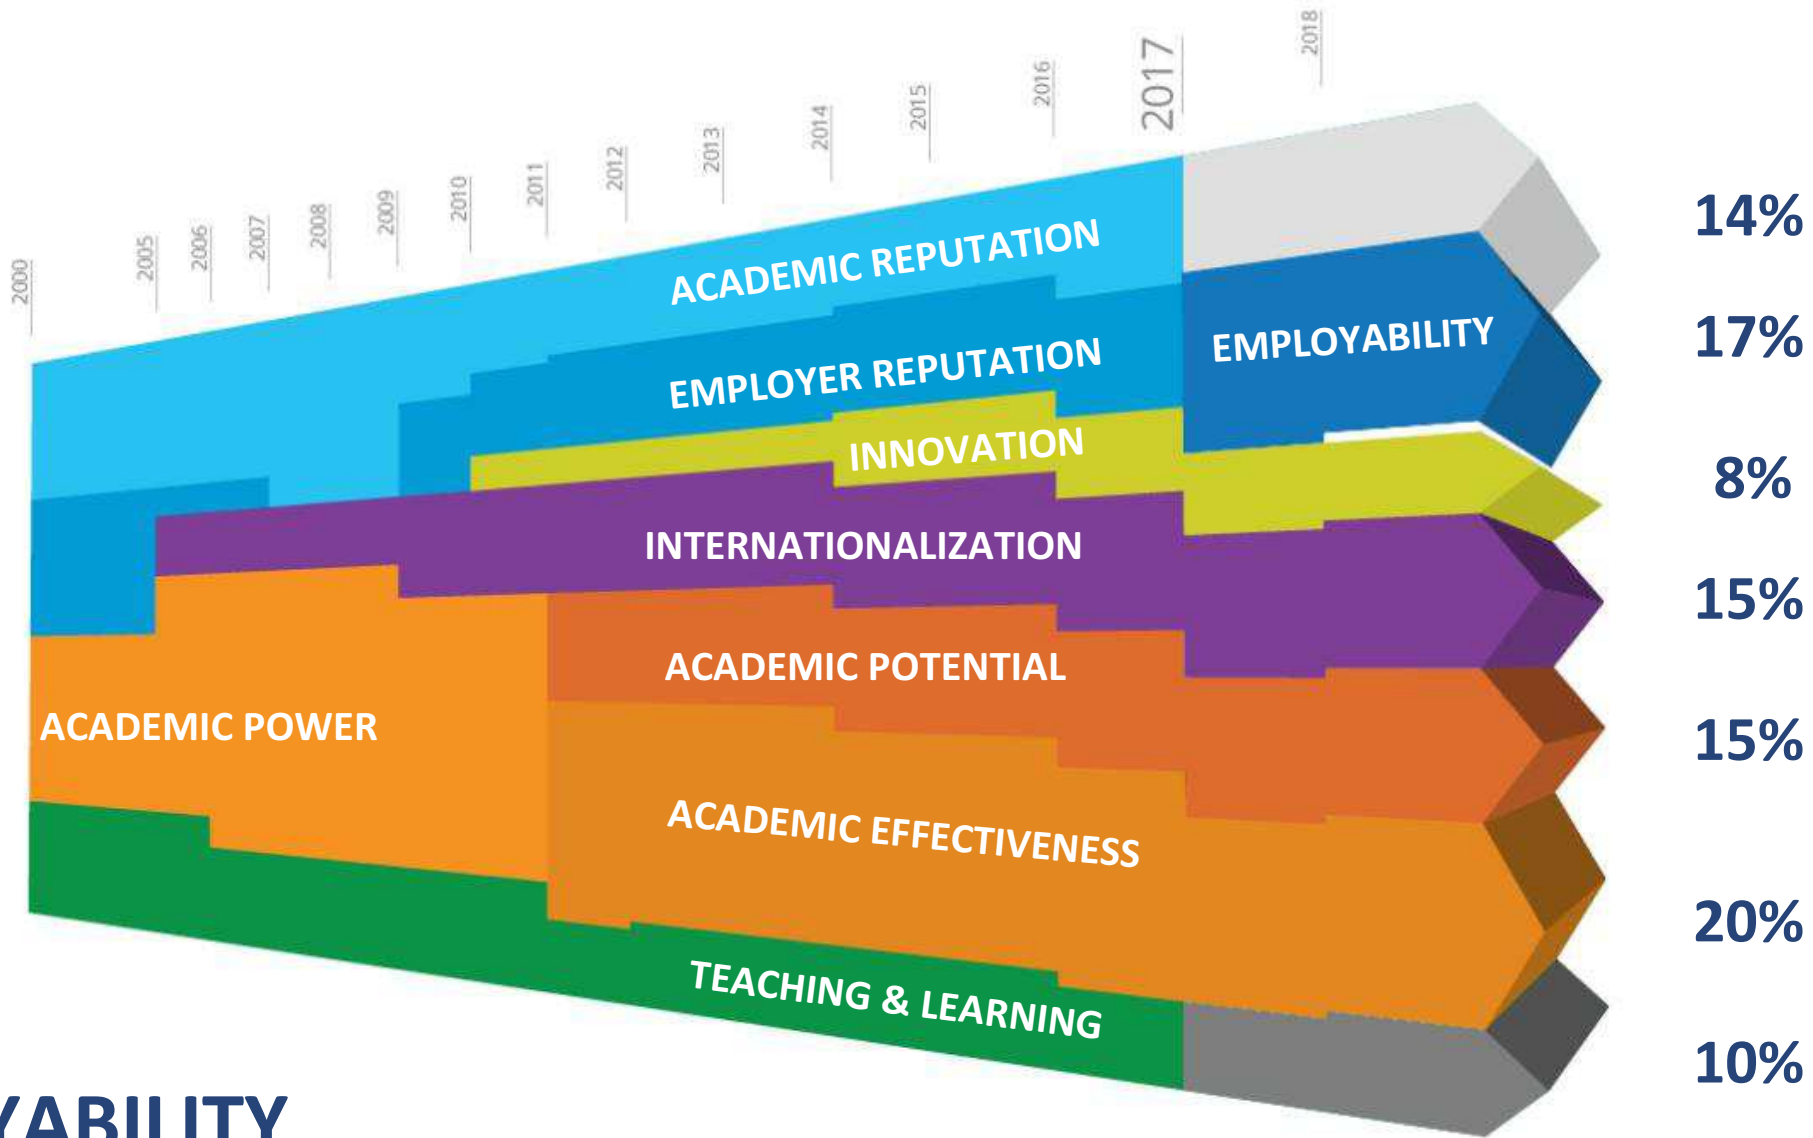 2000
2005
2006
2007
2008
2009
2010
2011
2012
2013
2014
2015
2016
2017
2018
ACADEMIC REPUTATION
EMPLOYER REPUTATION
EMPLOYABILITY
INNOVATION
INTERNATIONALIZATION
ACADEMIC POTENTIAL
ACADEMIC POWER
ACADEMIC EFFECTIVENESS
TEACHING & LEARNING
14%
17%
8%
15%
15%
20%
10%
YABILITY